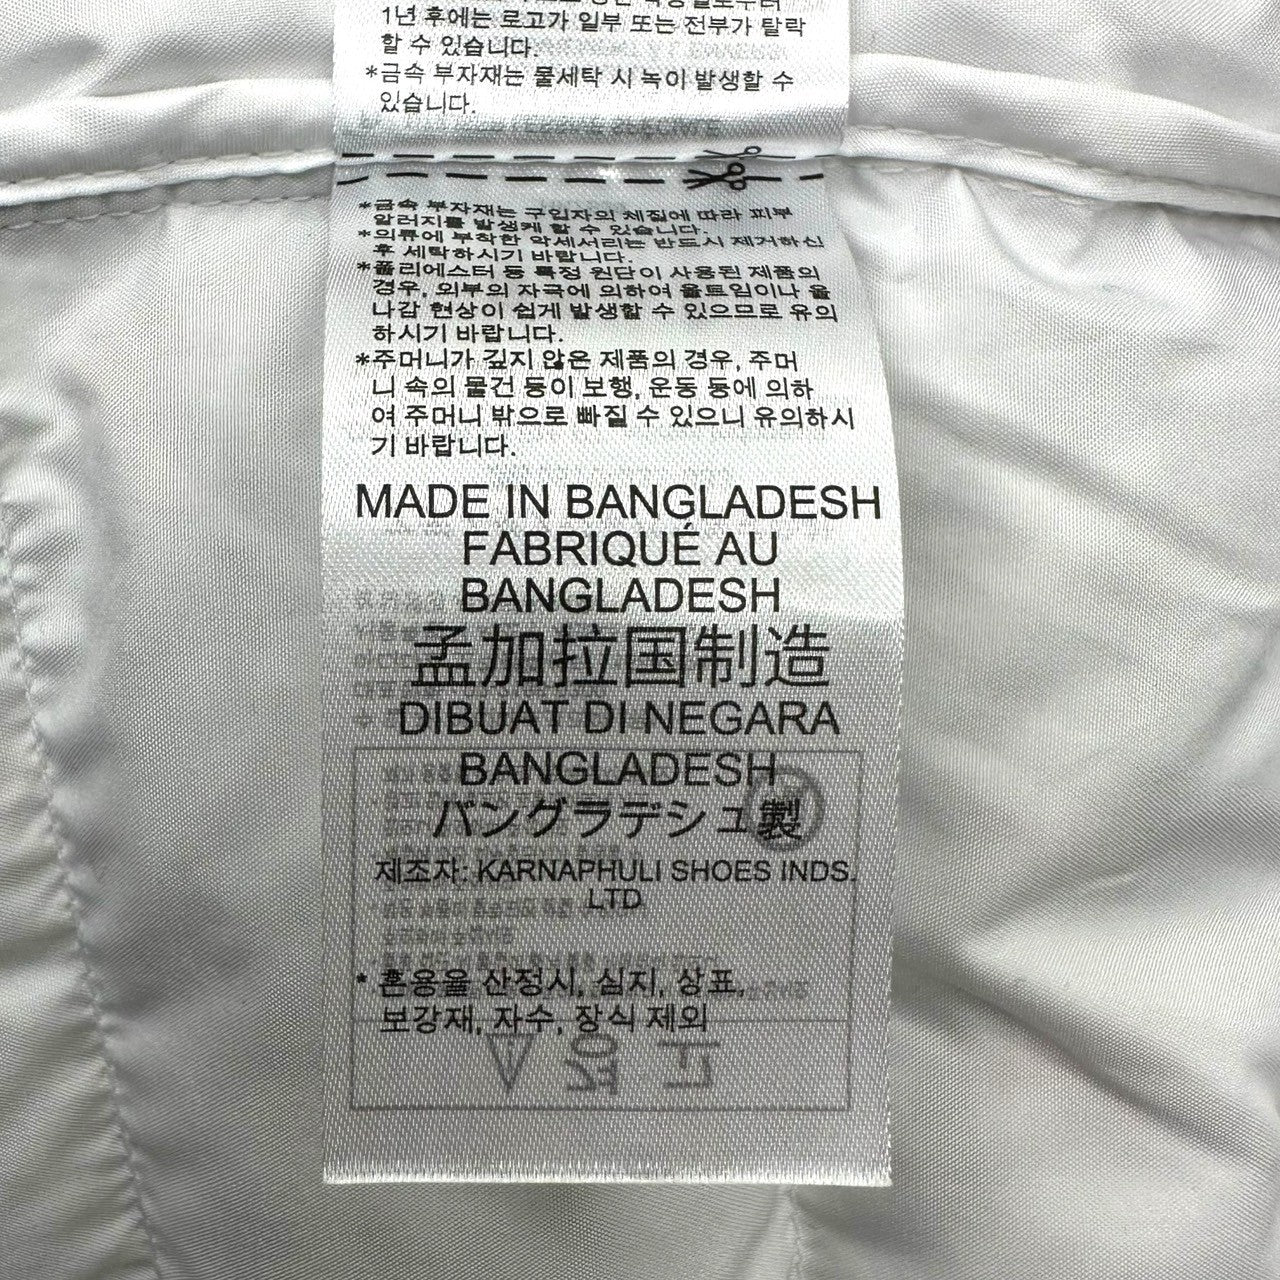 1년 후에는 로고가 일부 또는 전부가 탈락
할 수 있습니다.
*금속 부자재는 물세탁 시 녹이 발생할 수
있습니다.
*금속 부자재는 구입자의 체질에 따라 피부
알러지를 발생케 할 수 있습니다.
*의류에 부착한 악세서리는 반드시 제거하신
후 세탁하시기 바랍니다.
*폴리에스터 등 특정 원단이 사용된 제품의
경우, 외부의 자극에 의하여 올트임이나 올
나감 현상이 쉽게 발생할 수 있으므로 유의
하시기 바랍니다.
*주머니가 깊지 않은 제품의 경우, 주머
니 속의 물건 등이 보행, 운동 등에 의하
여 주머니 밖으로 빠질 수 있으니 유의하시
기 바랍니다.
MADE IN BANGLADESH
FABRIQUÉ AU
BANGLADESH
孟加拉国制造
DIBUAT DI NEGARA
BANGLADESH
バングラデシュ製
제조자: KARNAPHULI SHOES INDS.
LTD
* 혼용율 산정시, 심지, 상표,
보강재, 자수, 장식 제외